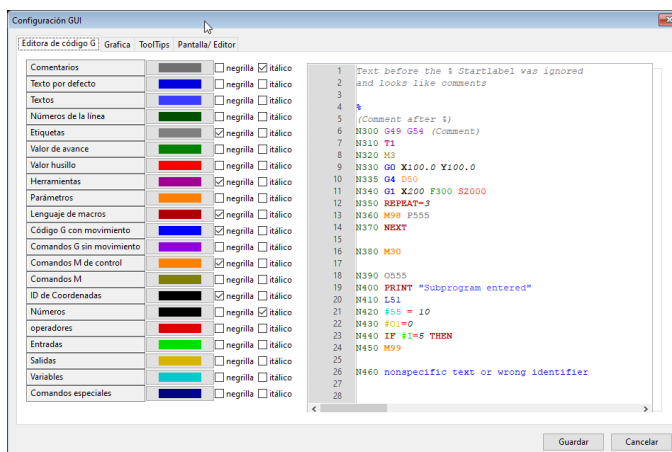 Configuración GUI
Editora de código G Grafica ToolTips Pantalla/ Editor
Comentarios negrilla itálico
Texto por defecto negrilla itálico
Textos negrilla itálico
Números de la línea negrilla itálico
Etiquetas negrilla itálico
Valor de avance negrilla itálico
Valor husillo negrilla itálico
Herramientas negrilla itálico
Parámetros negrilla itálico
Lenguaje de macros negrilla itálico
Código G con movimiento negrilla itálico
Comandos G sin movimiento negrilla itálico
Comandos M de control negrilla itálico
Comandos M negrilla itálico
ID de Coordenadas negrilla itálico
Números negrilla itálico
operadores negrilla itálico
Entradas negrilla itálico
Salidas negrilla itálico
Variables negrilla itálico
Comandos especiales negrilla itálico
1 Text before the % Startlabel was ignored
2 and looks like comments
3
4 %
5 (Comment after %)
6 N300 G49 G54 (Comment)
7 N310 T1
8 N320 M3
9 N330 G0 X100.0 Y100.0
10 N335 G4 D50
11 N340 G1 X200 F300 S2000
12 N350 REPEAT=3
13 N360 M98 P555
14 N370 NEXT
15
16 N380 M30
17
18 N390 O555
19 N400 PRINT "Subprogram entered"
20 N410 L51
21 N420 #55 = 10
22 N430 #O1=0
23 N440 IF #I=5 THEN
24 N450 M99
25
26 N460 nonspecific text or wrong identifier
27
28
Guardar Cancelar